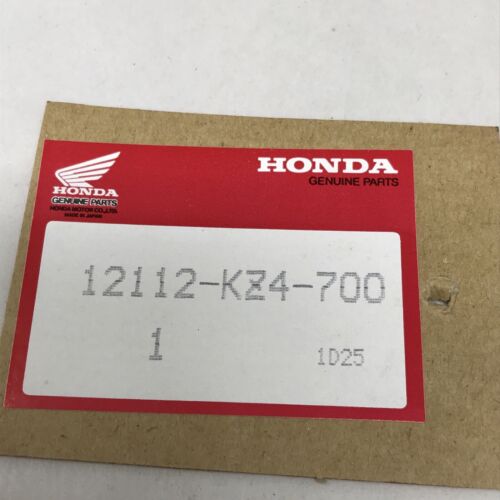 HONDA
GENUINE PARTS
HONDA
GENUINE PARTS
HONDA MOTOR CO.,LTD.
MADE IN JAPAN
12112-KZ4-700
1
1D25